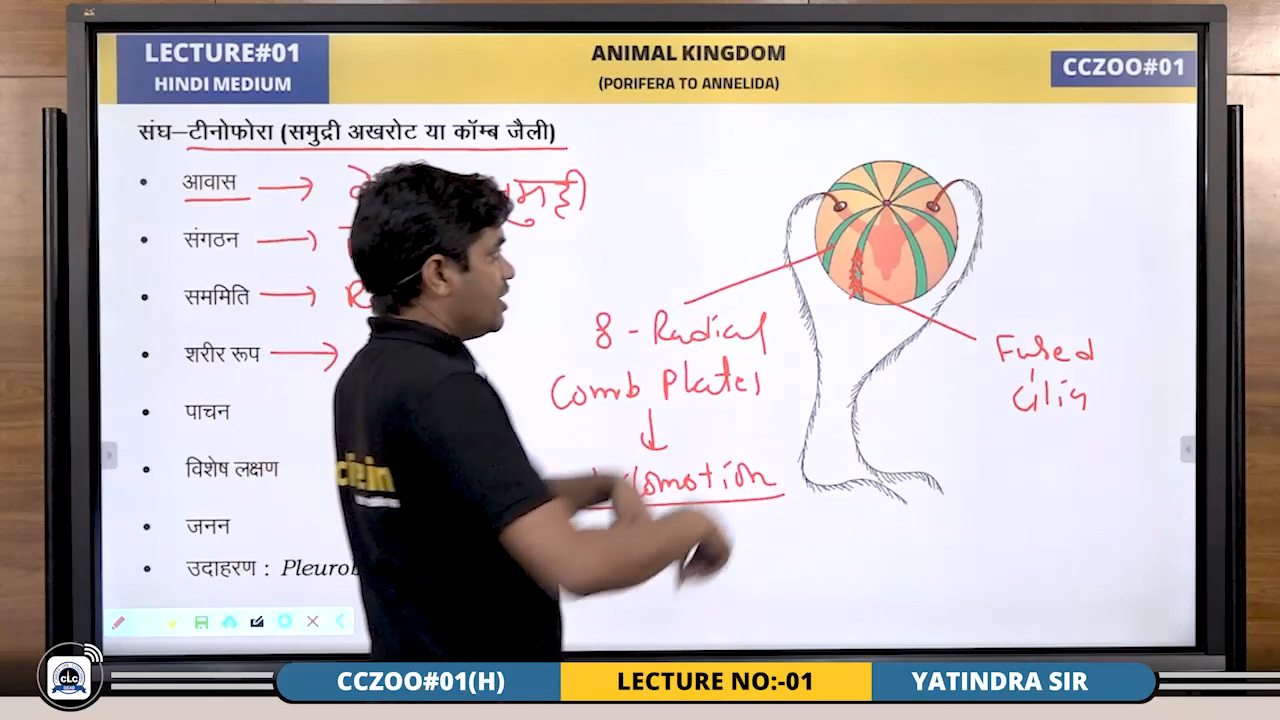 LECTURE#01
HINDI MEDIUM
ANIMAL KINGDOM
(PORIFERA TO ANNELIDA)
CCZOO#01
संघ–टीनोफोरा (समुद्री अखरोट या कॉम्ब जैली)
• आवास →
• संगठन →
• सममिति → R
• शरीर रूप →
• पाचन
• विशेष लक्षण
• जनन
• उदाहरण :
8 - Radial
Comb Plates
↓
Fused
cilia
CLC
CCZOO#01(H)
LECTURE NO:-01
YATINDRA SIR